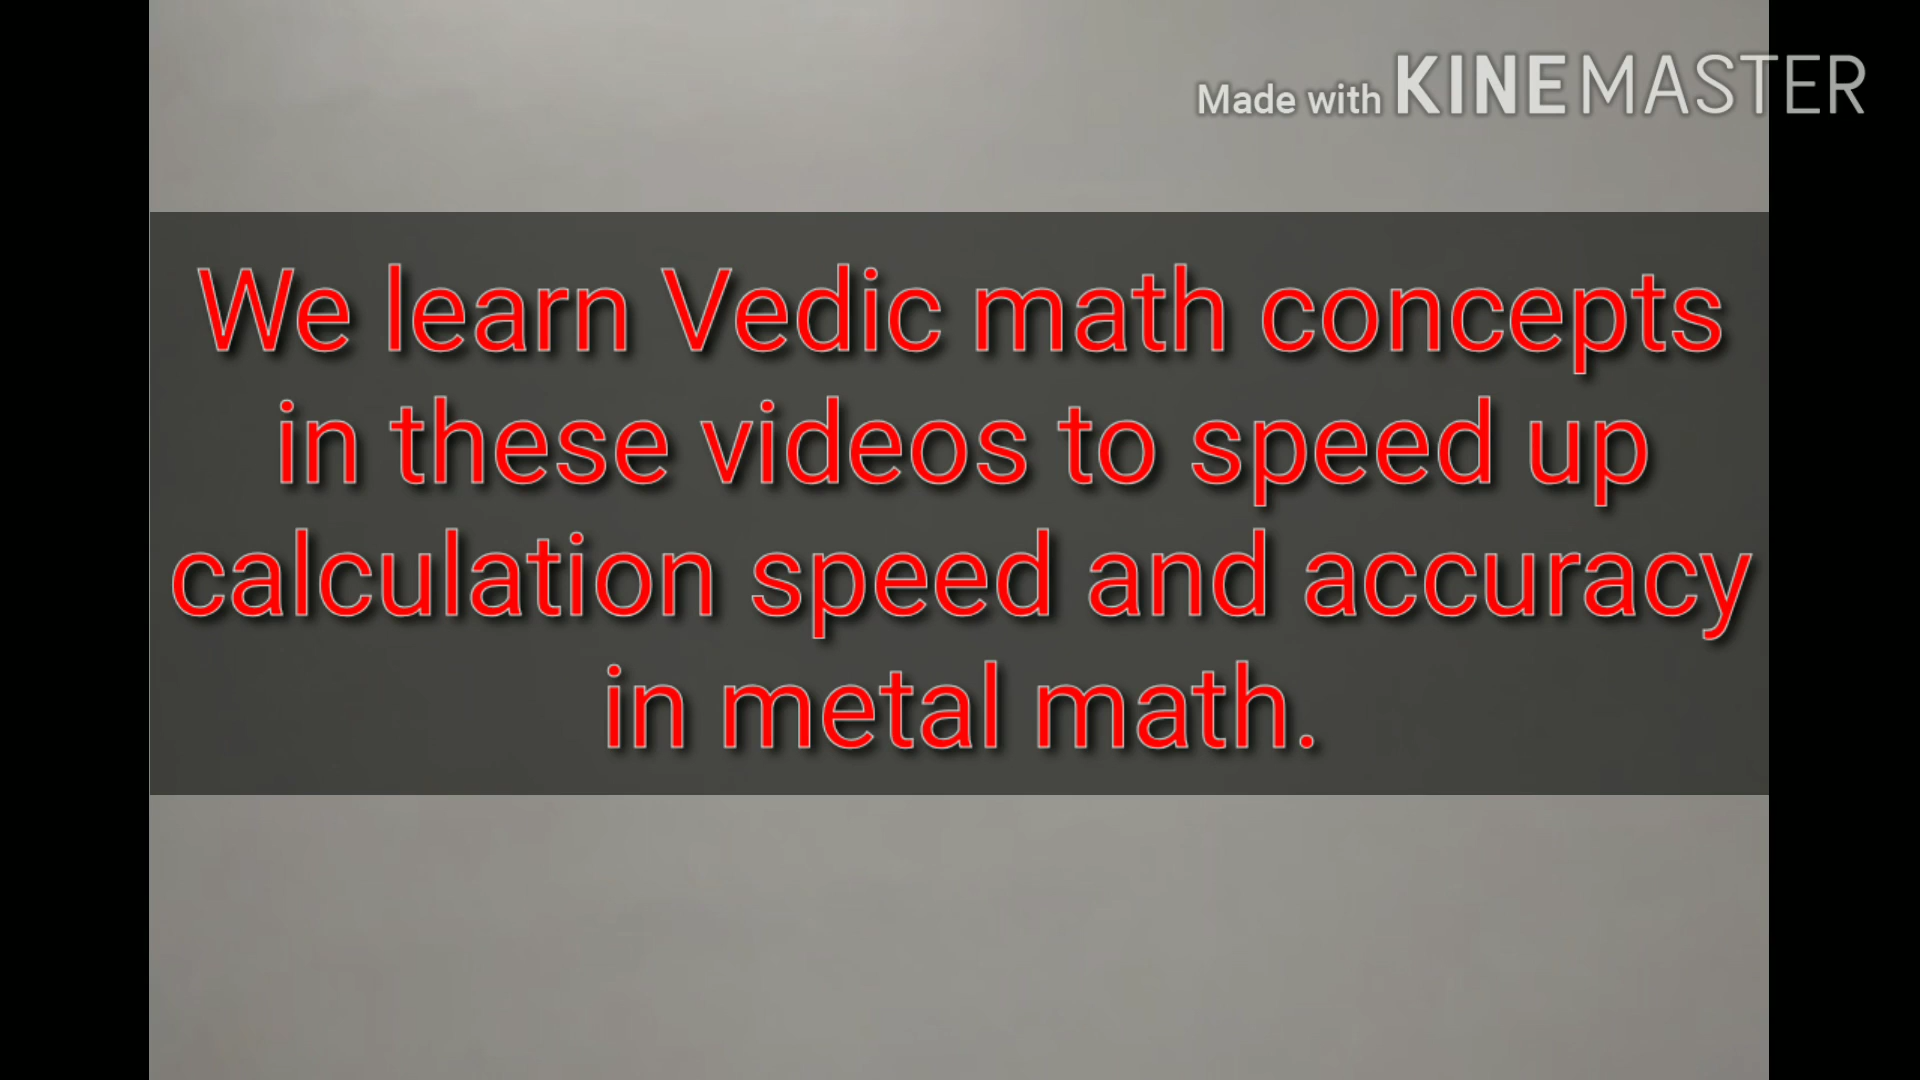 Made with KINEMASTER
We learn Vedic math concepts
in these videos to speed up
calculation speed and accuracy
in metal math.